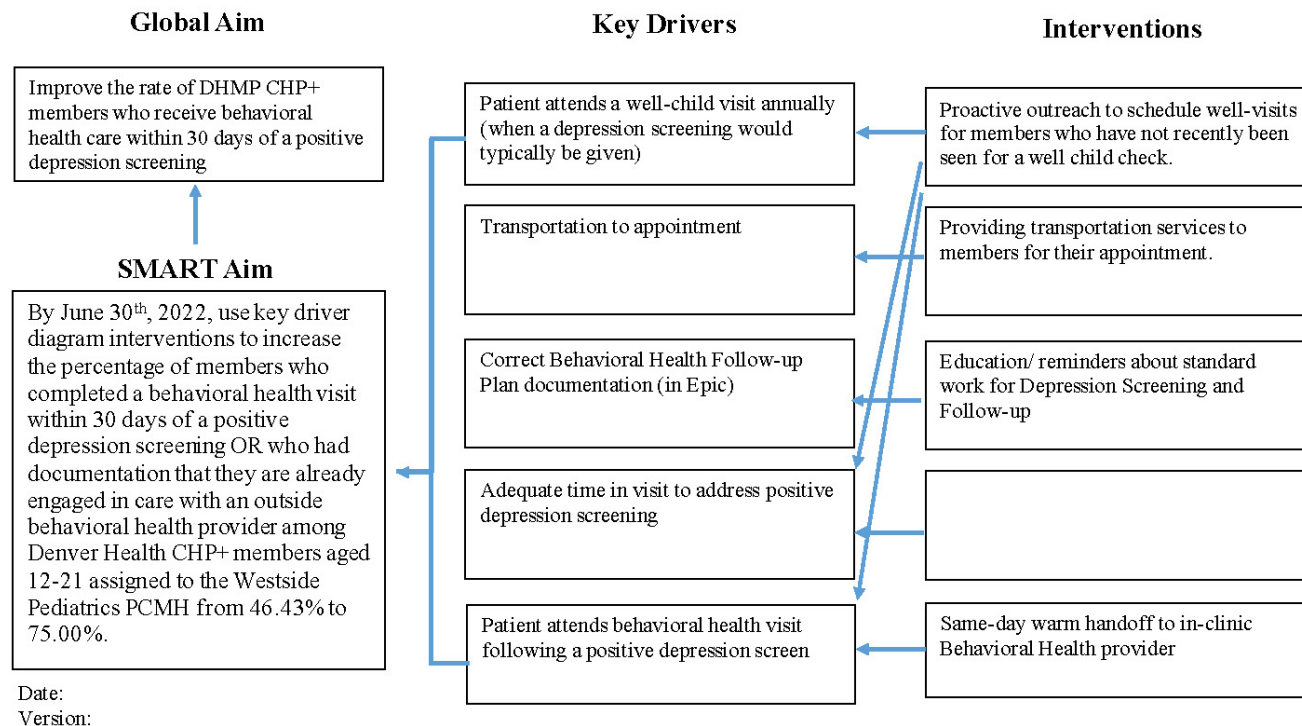 Global Aim
Improve the rate of DHMP CHP+
members who receive behavioral
health care within 30 days of a positive
depression screening
SMART Aim
By June 30th, 2022, use key driver
diagram interventions to increase
the percentage of members who
completed a behavioral health visit
within 30 days of a positive
depression screening OR who had
documentation that they are already
engaged in care with an outside
behavioral health provider among
Denver Health CHP+ members aged
12-21 assigned to the Westside
Pediatrics PCMH from 46.43% to
75.00%.
Date:
Version:
Key Drivers
Patient attends a well-child visit annually
(when a depression screening would
typically be given)
Transportation to appointment
Correct Behavioral Health Follow-up
Plan documentation (in Epic)
Adequate time in visit to address positive
depression screening
Patient attends behavioral health visit
following a positive depression screen
Interventions
Proactive outreach to schedule well-visits
for members who have not recently been
seen for a well child check.
Providing transportation services to
members for their appointment.
Education/ reminders about standard
work for Depression Screening and
Follow-up
Same-day warm handoff to in-clinic
Behavioral Health provider